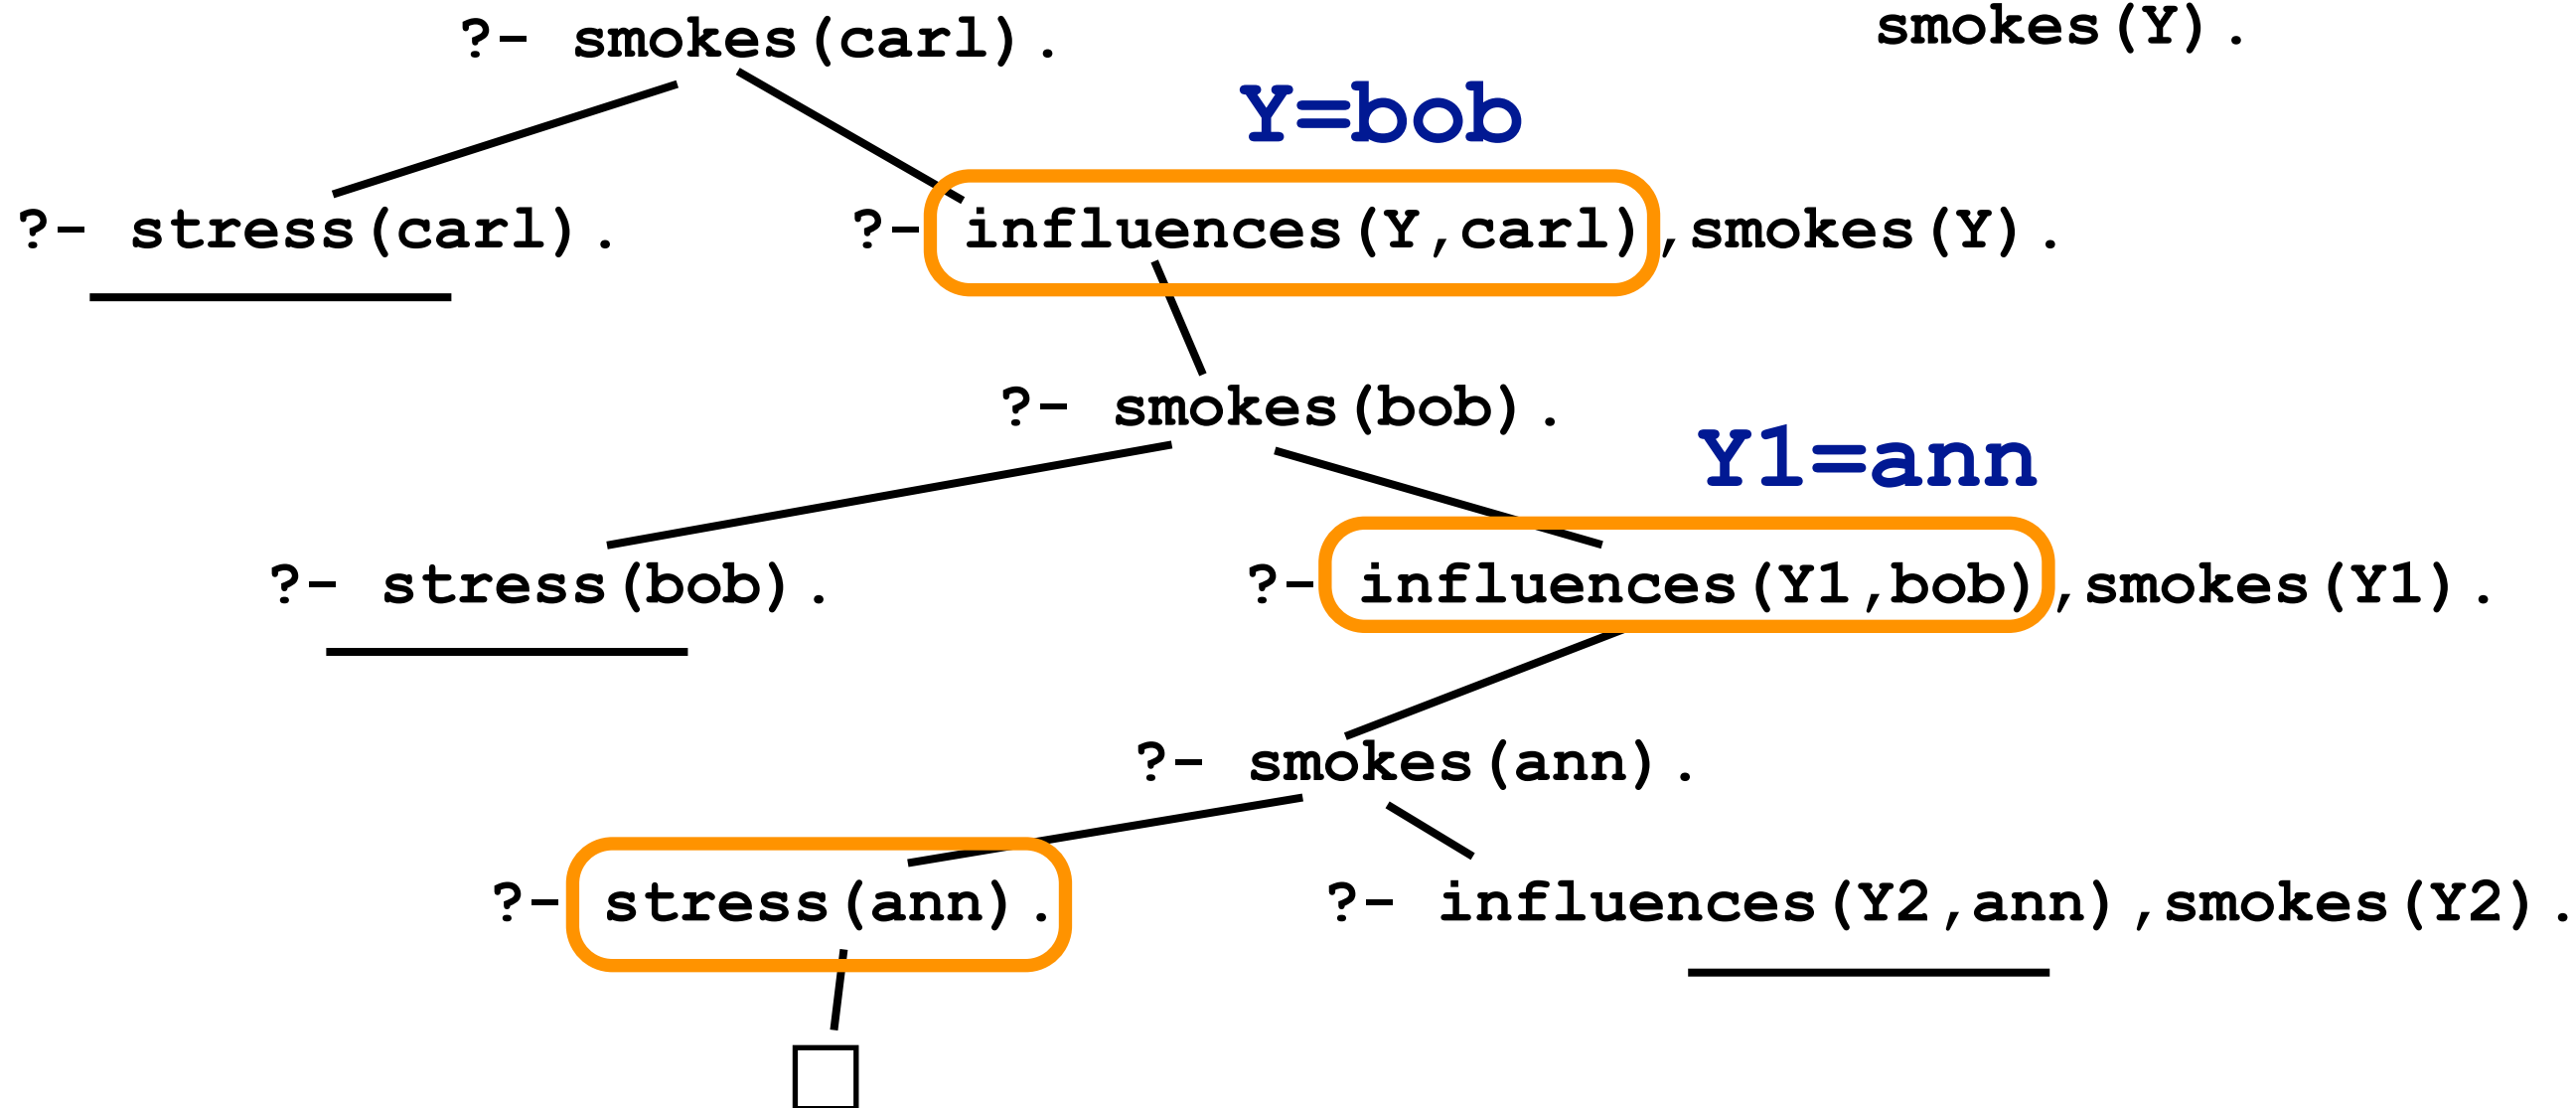 ?- smokes(carl).
smokes(Y).
Y=bob
?- stress(carl).
?- influences(Y,carl),smokes(Y).
?- smokes(bob).
Y1=ann
?- stress(bob).
?- influences(Y1,bob),smokes(Y1).
?- smokes(ann).
?- stress(ann).
?- influences(Y2,ann),smokes(Y2).